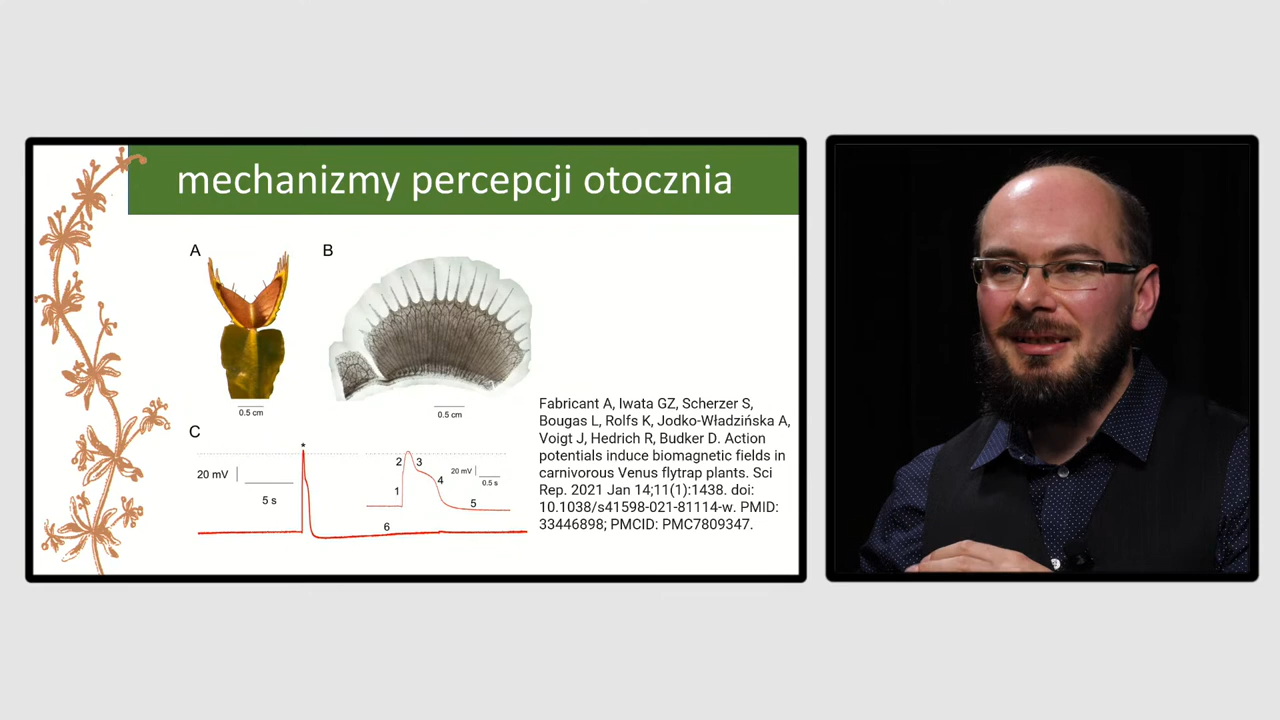 mechanizmy percepcji otocznia
A
B
0.5 cm
0.5 cm
C
*
20 mV
5 s
2
3
20 mV
0.5 s
4
1
5
6
Fabricant A, Iwata GZ, Scherzer S,
Bougas L, Rolfs K, Jodko-Władzińska A,
Voigt J, Hedrich R, Budker D. Action
potentials induce biomagnetic fields in
carnivorous Venus flytrap plants. Sci
Rep. 2021 Jan 14;11(1):1438. doi:
10.1038/s41598-021-81114-w. PMID:
33446898; PMCID: PMC7809347.